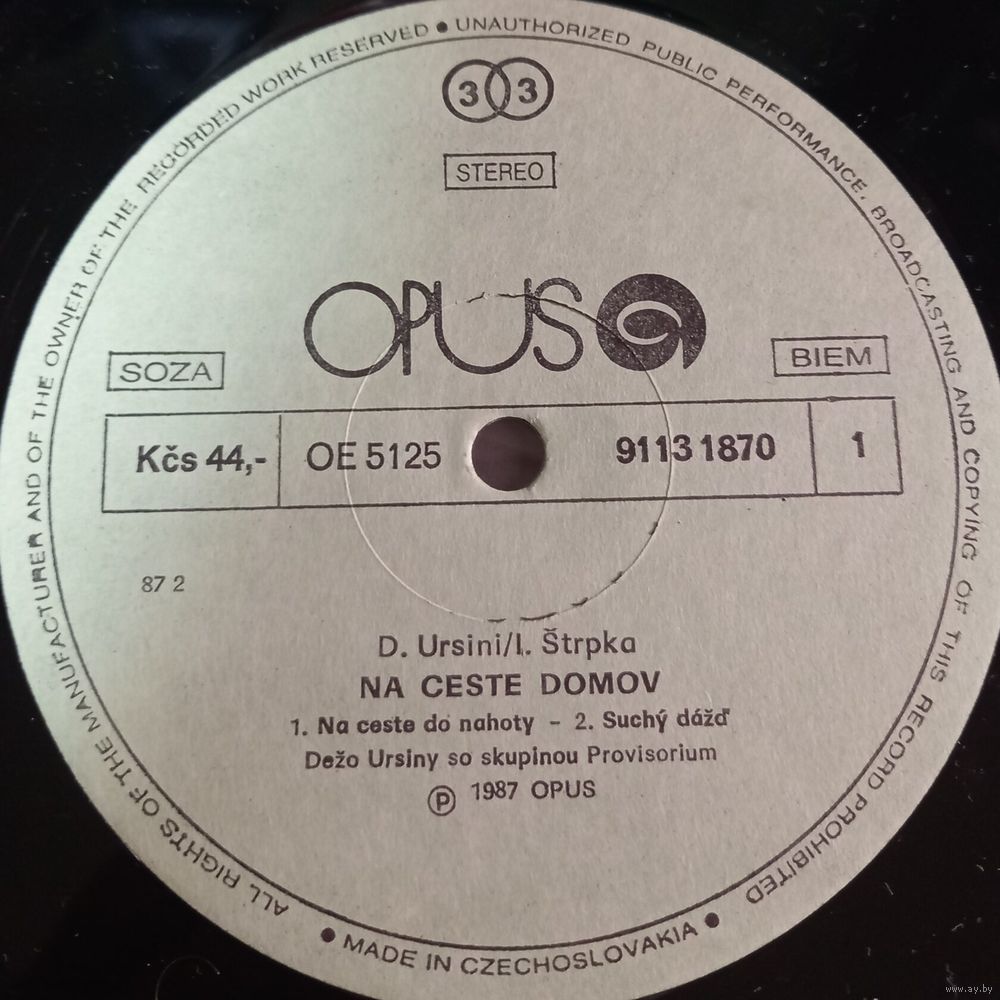 ALL RIGHTS OF THE MANUFACTURER AND OF THE OWNER OF THE RECORDED WORK RESERVED ● UNAUTHORIZED PUBLIC PERFORMANCE, BROADCASTING AND COPYING OF THIS RECORD PROHIBITED
● MADE IN CZECHOSLOVAKIA ●
33
STEREO
OPUS
SOZA
BIEM
Kčs 44,- OE 5125 9113 1870 1
87 2
D. Ursini/I. Štrpka
NA CESTE DOMOV
1. Na ceste do nahoty – 2. Suchý dážď
Dežo Ursiny so skupinou Provisorium
Ⓟ 1987 OPUS
www.ay.by